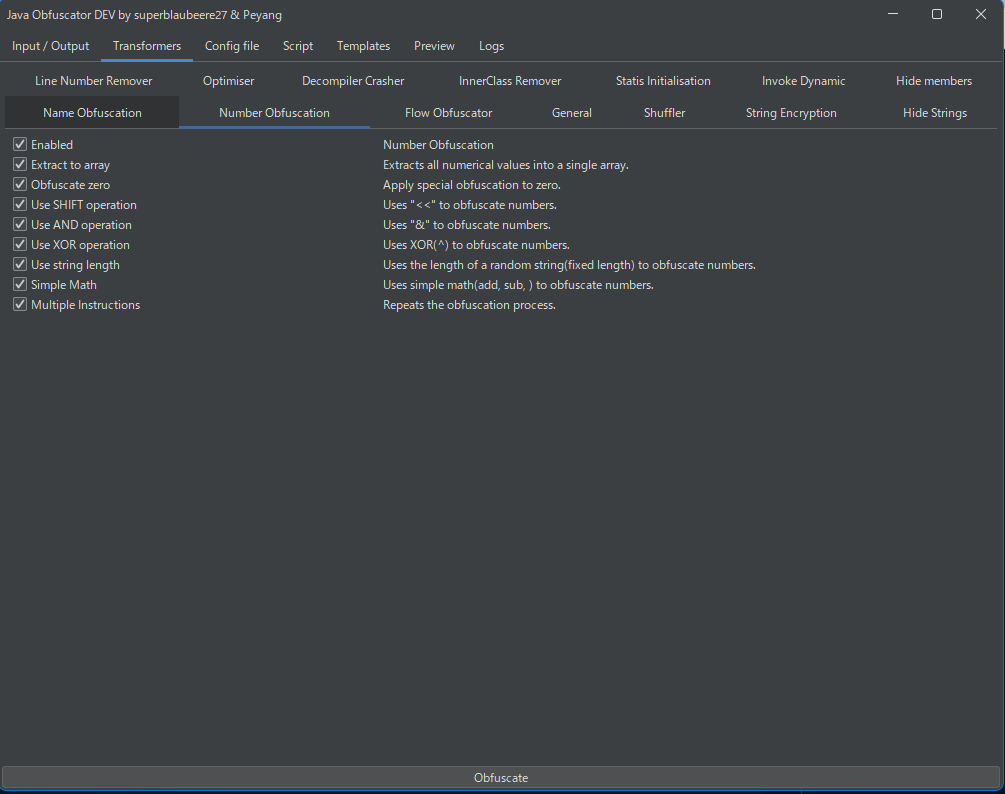 Java Obfuscator DEV by superblaubeere27 & Peyang
Input / Output Transformers Config file Script Templates Preview Logs
Line Number Remover Optimiser Decompiler Crasher InnerClass Remover Statis Initialisation Invoke Dynamic Hide members
Name Obfuscation Number Obfuscation Flow Obfuscator General Shuffler String Encryption Hide Strings
Enabled Number Obfuscation
Extract to array Extracts all numerical values into a single array.
Obfuscate zero Apply special obfuscation to zero.
Use SHIFT operation Uses "<<" to obfuscate numbers.
Use AND operation Uses "&" to obfuscate numbers.
Use XOR operation Uses XOR(^) to obfuscate numbers.
Use string length Uses the length of a random string(fixed length) to obfuscate numbers.
Simple Math Uses simple math(add, sub, ) to obfuscate numbers.
Multiple Instructions Repeats the obfuscation process.
Obfuscate